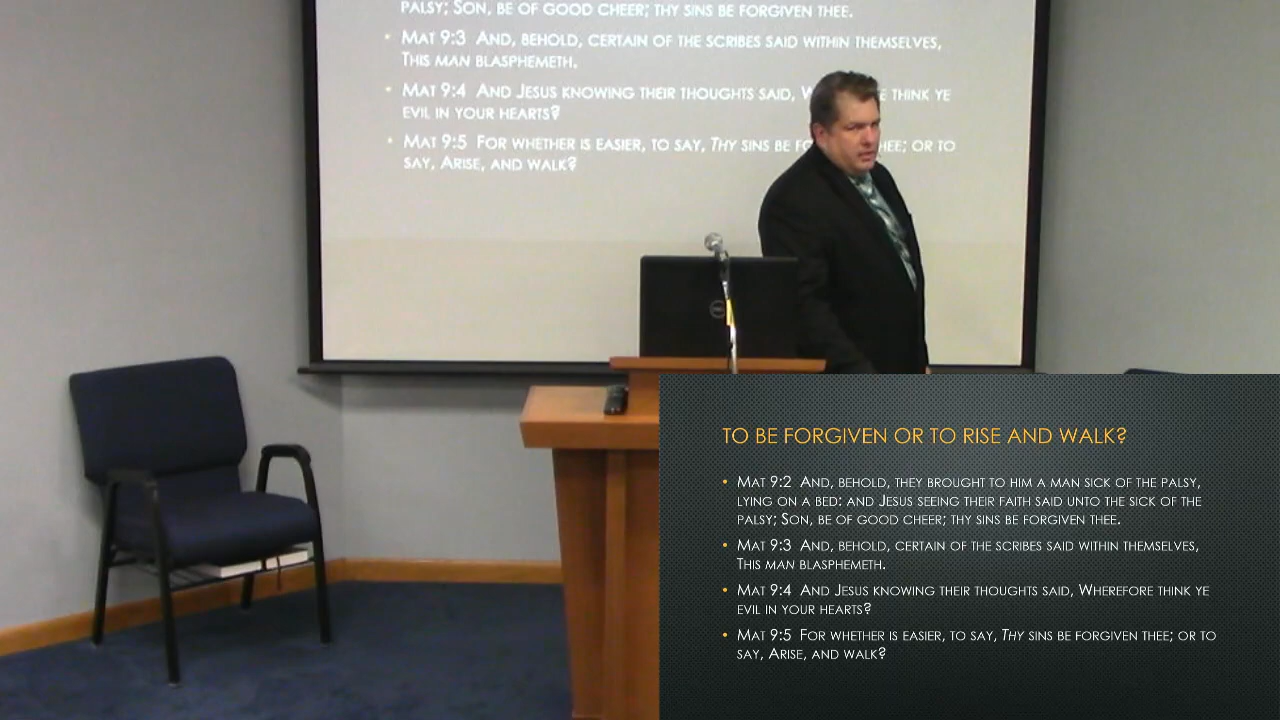 PALSY; SON, BE OF GOOD CHEER; THY SINS BE FORGIVEN THEE.
• MAT 9:3 AND, BEHOLD, CERTAIN OF THE SCRIBES SAID WITHIN THEMSELVES,
THIS MAN BLASPHEMETH.
• MAT 9:4 AND JESUS KNOWING THEIR THOUGHTS SAID, THINK YE
EVIL IN YOUR HEARTS?
• MAT 9:5 FOR WHETHER IS EASIER, TO SAY, THY SINS BE OR TO
SAY, ARISE, AND WALK?
TO BE FORGIVEN OR TO RISE AND WALK?
• MAT 9:2 AND, BEHOLD, THEY BROUGHT TO HIM A MAN SICK OF THE PALSY,
LYING ON A BED: AND JESUS SEEING THEIR FAITH SAID UNTO THE SICK OF THE
PALSY; SON, BE OF GOOD CHEER; THY SINS BE FORGIVEN THEE.
• MAT 9:3 AND, BEHOLD, CERTAIN OF THE SCRIBES SAID WITHIN THEMSELVES,
THIS MAN BLASPHEMETH.
• MAT 9:4 AND JESUS KNOWING THEIR THOUGHTS SAID, WHEREFORE THINK YE
EVIL IN YOUR HEARTS?
• MAT 9:5 FOR WHETHER IS EASIER, TO SAY, THY SINS BE FORGIVEN THEE; OR TO
SAY, ARISE, AND WALK?